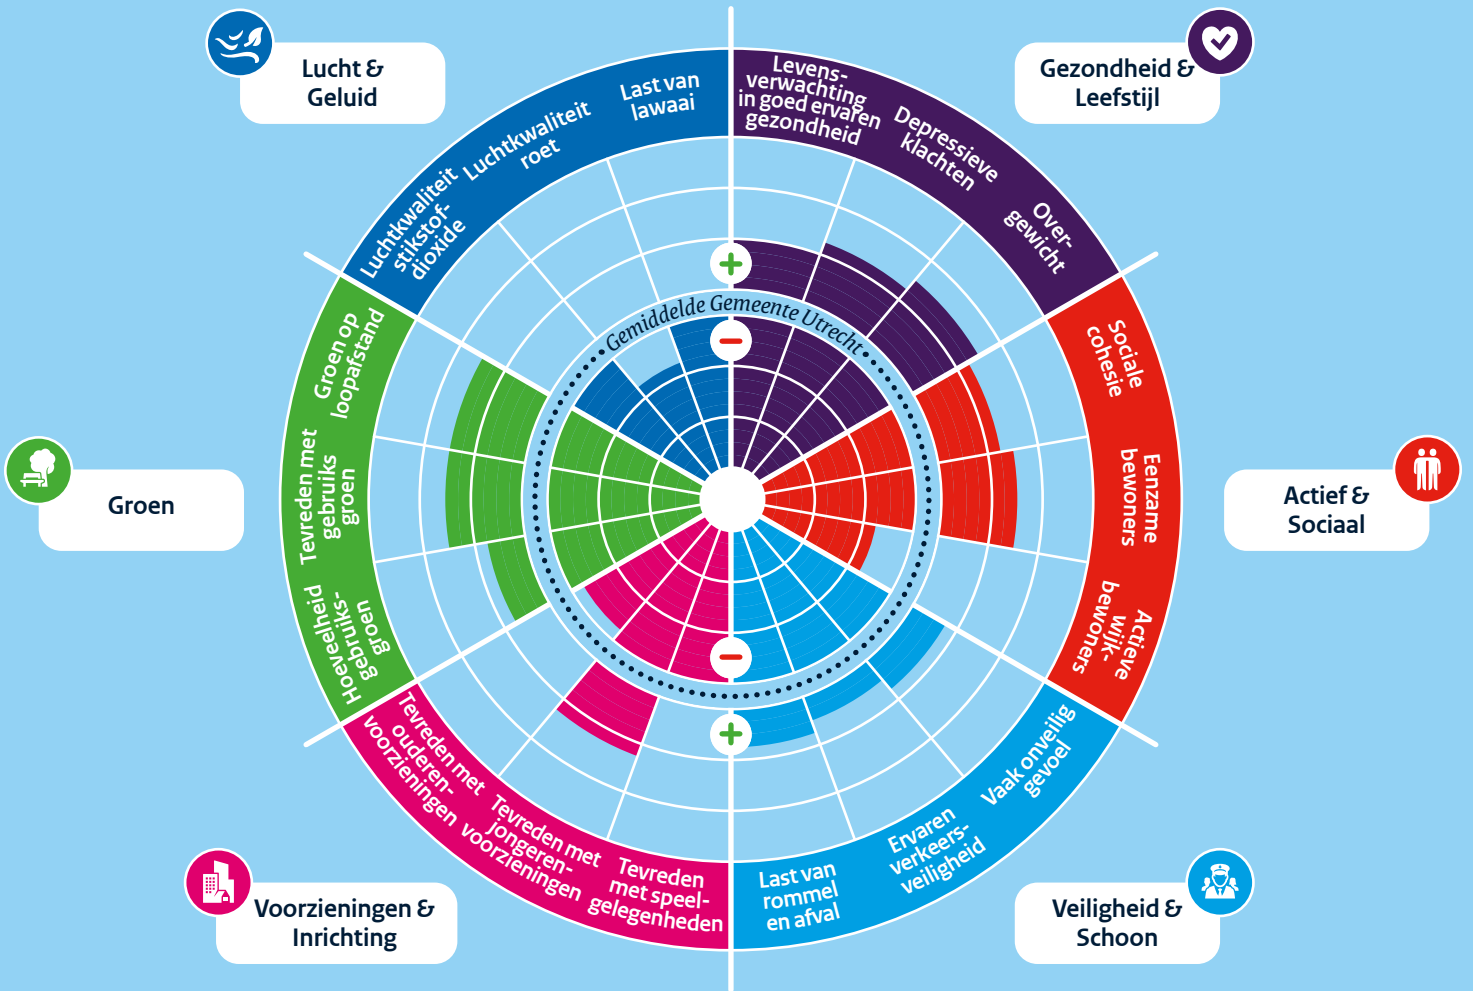 Lucht &
Geluid
Gezondheid &
Leefstijl
Last van
lawaai
Luchtkwaliteit
roet
Luchtkwaliteit
stikstof-
dioxide
Levens-
verwachting
in goed ervaren
gezondheid
Depressieve
klachten
Over-
gewicht
+
Gemiddelde Gemeente Utrecht
−
Groen op
loopafstand
Tevreden met
gebruiks
groen
Hoeveelheid
gebruiks-
groen
Sociale
cohesie
Eenzame
bewoners
Actieve
wijk-
bewoners
Groen
Actief &
Sociaal
−
+
Tevreden met
ouderen-
voorzieningen
Tevreden met
jongeren-
voorzieningen
Tevreden
met speel-
gelegenheden
Last van
rommel
en afval
Ervaren
verkeers-
veiligheid
Vaak onveilig
gevoel
Voorzieningen &
Inrichting
Veiligheid &
Schoon